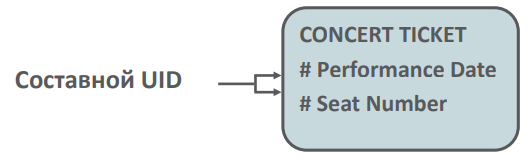 Составной UID
CONCERT TICKET
# Performance Date
# Seat Number